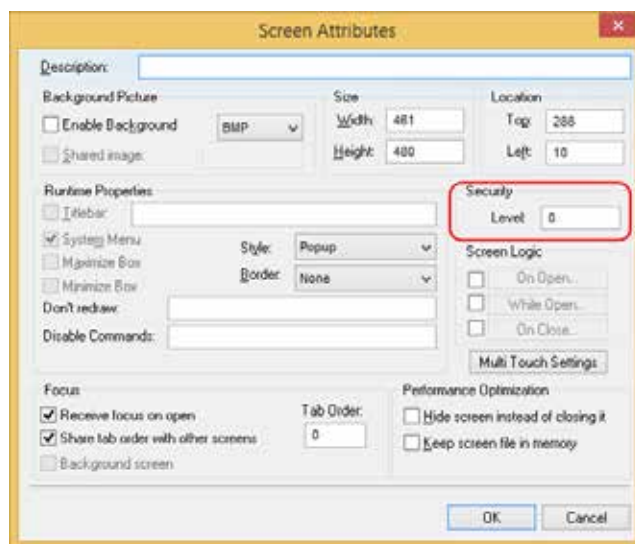 Screen Attributes
Description:
Background Picture
Enable Background
BMP
Shared image:
Size
Width: 461
Height: 480
Location
Top: 288
Left: 10
Runtime Properties
Titlebar:
System Menu
Maximize Box
Minimize Box
Style: Popup
Border: None
Don't redraw:
Disable Commands:
Security
Level: 0
Screen Logic
On Open...
While Open...
On Close...
Multi Touch Settings
Focus
Receive focus on open
Share tab order with other screens
Background screen
Tab Order:
0
Performance Optimization
Hide screen instead of closing it
Keep screen file in memory
OK
Cancel